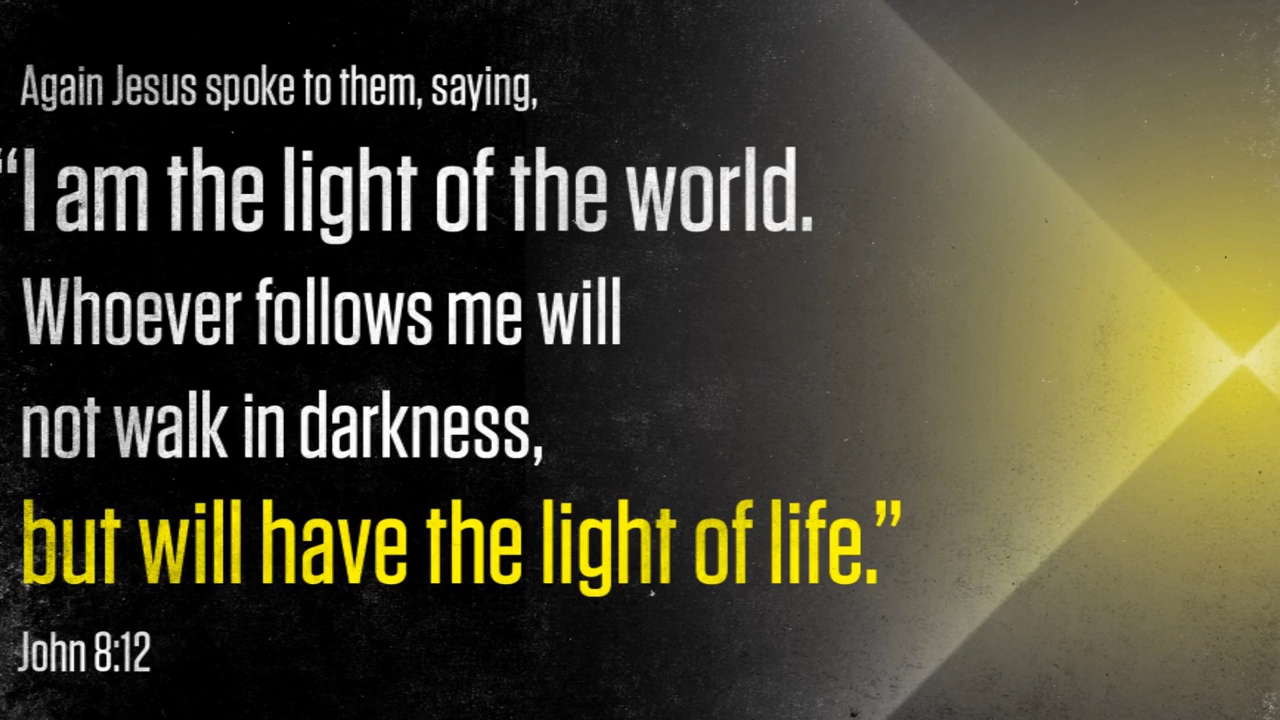 Again Jesus spoke to them, saying,
“I am the light of the world.
Whoever follows me will
not walk in darkness,
but will have the light of life.”
John 8:12